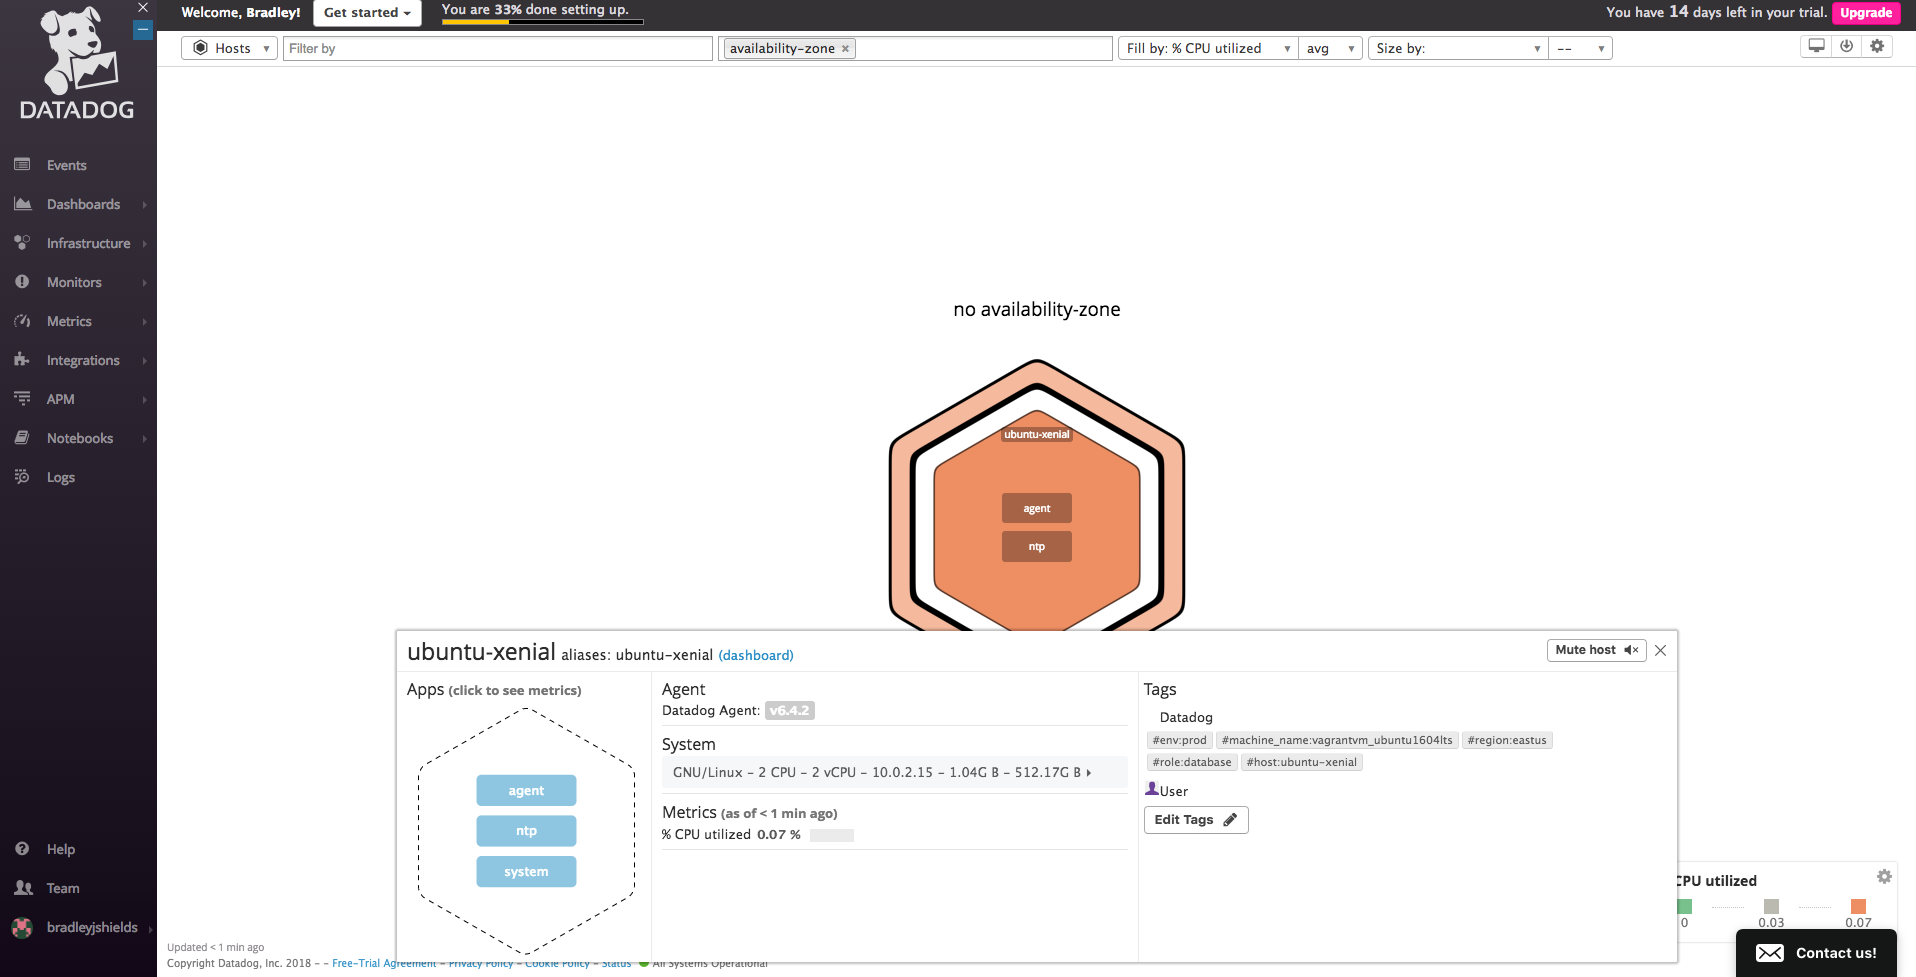 Welcome, Bradley!
Get started
You are 33% done setting up.
You have 14 days left in your trial.
Upgrade
DATADOG
Hosts
Filter by
availability-zone ×
Fill by: % CPU utilized
avg
Size by:
--
Events
Dashboards
Infrastructure
Monitors
Metrics
Integrations
APM
Notebooks
Logs
Help
Team
bradleyjshields
no availability-zone
ubuntu-xenial
agent
ntp
ubuntu-xenial aliases: ubuntu-xenial (dashboard)
Mute host
Apps (click to see metrics)
agent
ntp
system
Agent
Datadog Agent: v6.4.2
System
GNU/Linux - 2 CPU - 2 vCPU - 10.0.2.15 - 1.04G B - 512.17G B
Metrics (as of < 1 min ago)
% CPU utilized 0.07 %
Tags
Datadog
#env:prod #machine_name:vagrantvm_ubuntu1604lts #region:eastus
#role:database #host:ubuntu-xenial
User
Edit Tags
CPU utilized
0 0.03 0.07
Contact us!
Updated < 1 min ago
Copyright Datadog, Inc. 2018 - - Free-Trial Agreement - Privacy Policy - Cookie Policy - Status All Systems Operational